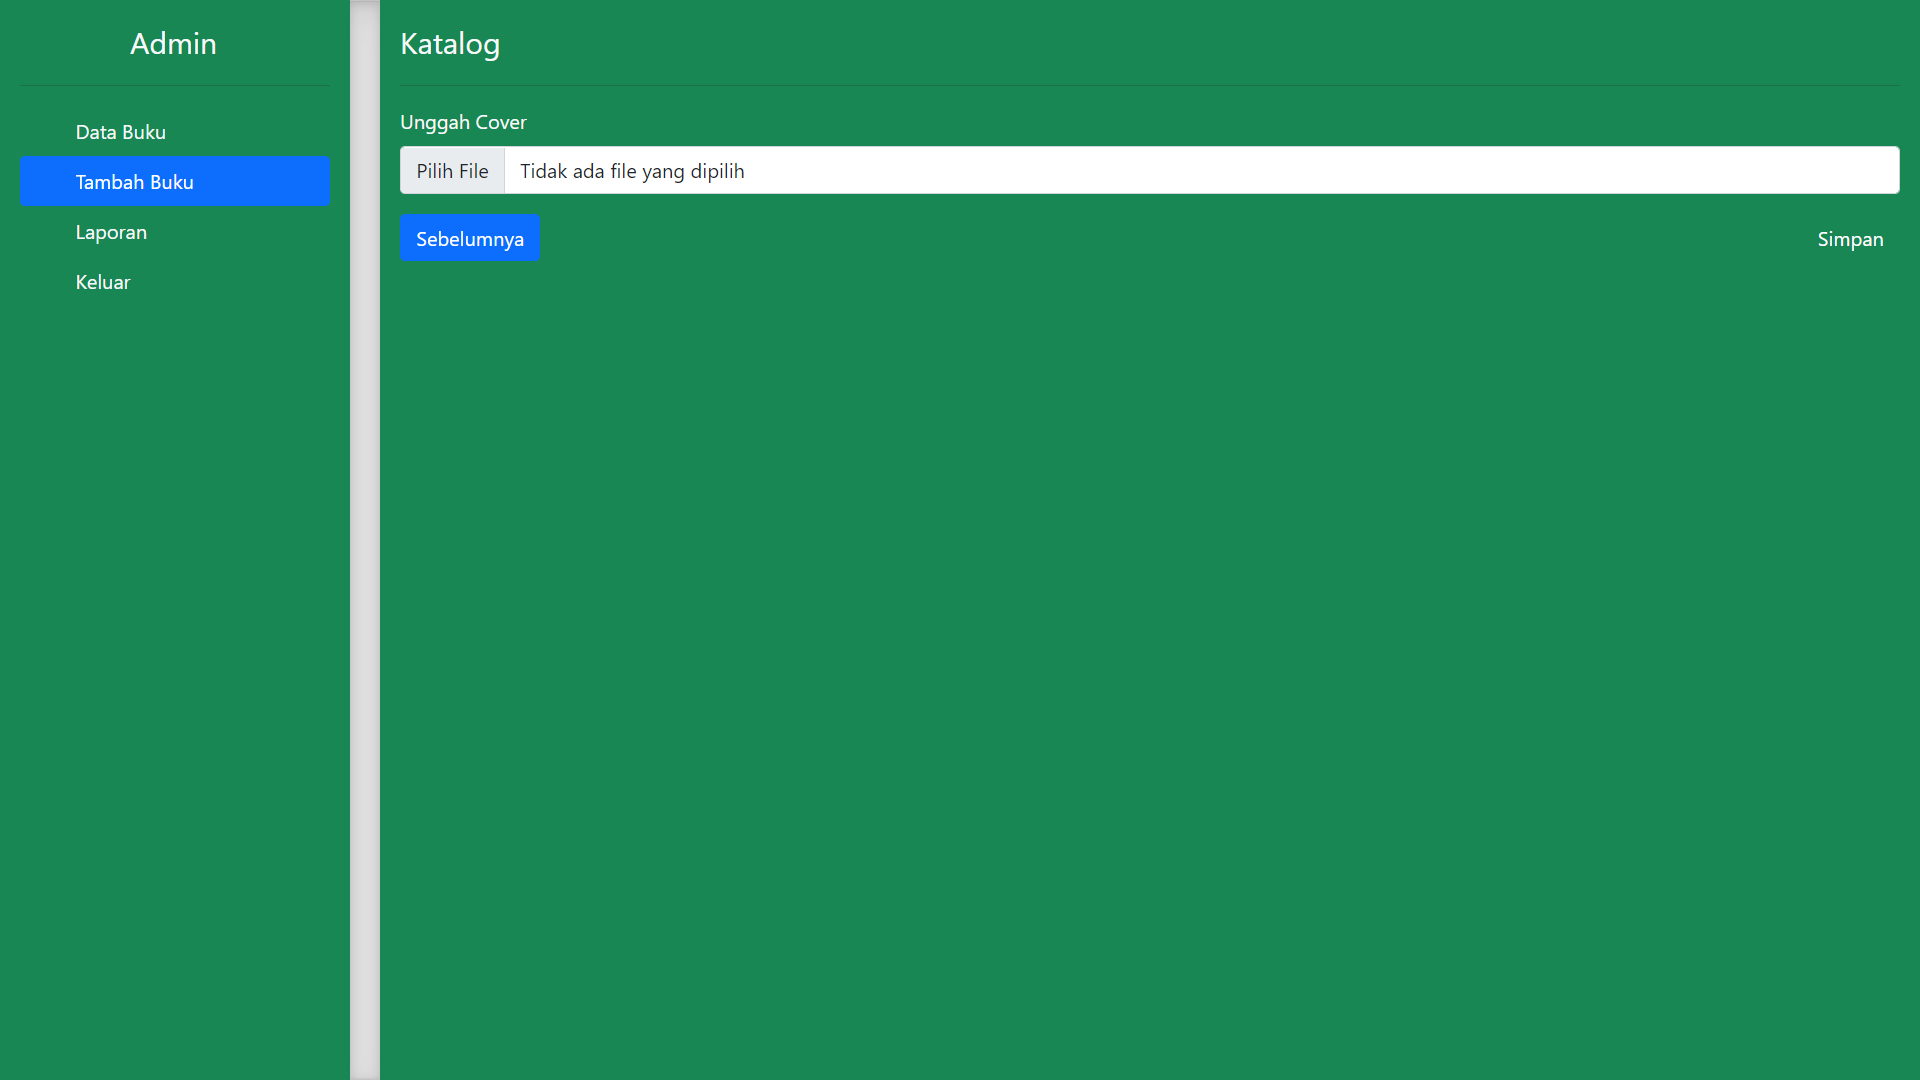 Admin
Data Buku
Tambah Buku
Laporan
Keluar
Katalog
Unggah Cover
Pilih File Tidak ada file yang dipilih
Sebelumnya Simpan